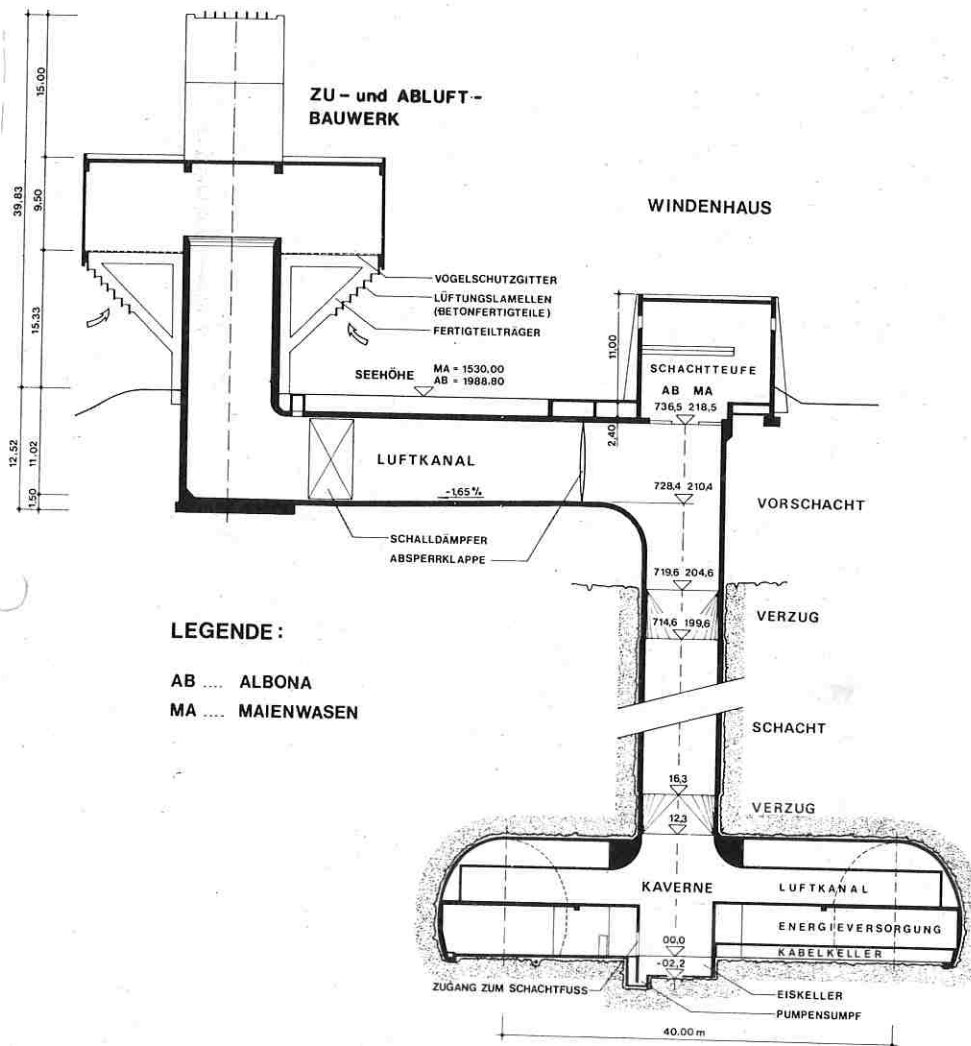 ZU - und ABLUFT -
BAUWERK
15.00
39,83
9,50
15,33
12,52
11,02
1,50
WINDENHAUS
VOGELSCHUTZGITTER
LÜFTUNGSLAMELLEN
(BETONFERTIGTEILE)
FERTIGTEILTRÄGER
SEEHÖHE MA = 1530,00
AB = 1988.80
11,00
2,40
SCHACHTTEUFE
AB MA
736,5 218,5
LUFTKANAL
-1,65 %
728,4 210,4
VORSCHACHT
SCHALLDÄMPFER
ABSPERRKLAPPE
719,6 204,6
714,6 199,6
VERZUG
LEGENDE :
AB .... ALBONA
MA .... MAIENWASEN
SCHACHT
16,3
VERZUG
12,3
KAVERNE
LUFTKANAL
ENERGIEVERSORGUNG
00,0
KABELKELLER
-02,2
ZUGANG ZUM SCHACHTFUSS
EISKELLER
PUMPENSUMPF
40.00 m